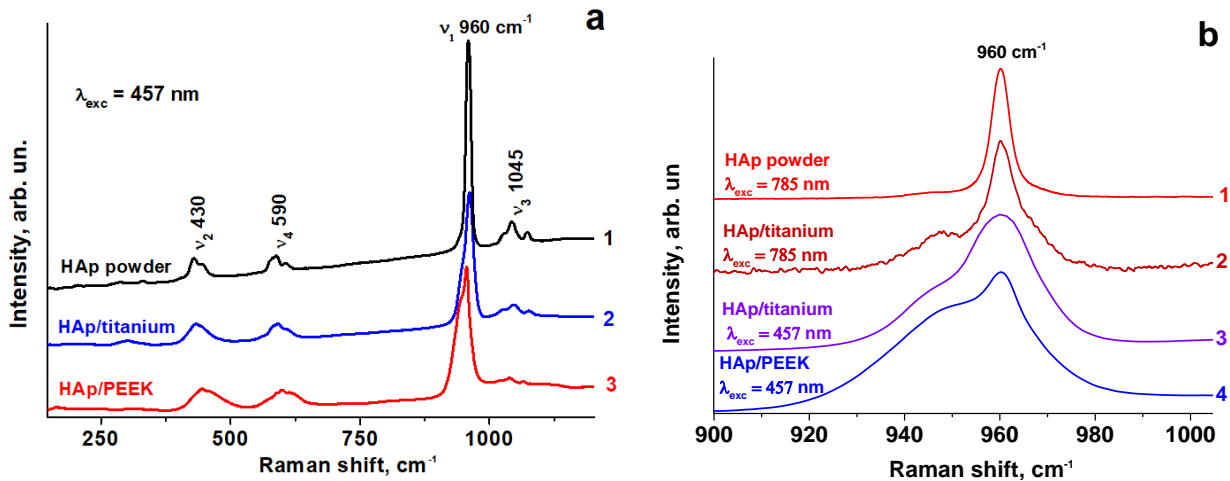 a
ν₁ 960 cm⁻¹
λexc = 457 nm
ν₂ 430
ν₄ 590
ν₃ 1045
HAp powder
1
HAp/titanium
2
HAp/PEEK
3
Intensity, arb. un.
250 500 750 1000
Raman shift, cm⁻¹
b
960 cm⁻¹
HAp powder
λexc = 785 nm
1
HAp/titanium
λexc = 785 nm
2
HAp/titanium
λexc = 457 nm
3
HAp/PEEK
λexc = 457 nm
4
Intensity, arb. un
900 920 940 960 980 1000
Raman shift, cm⁻¹